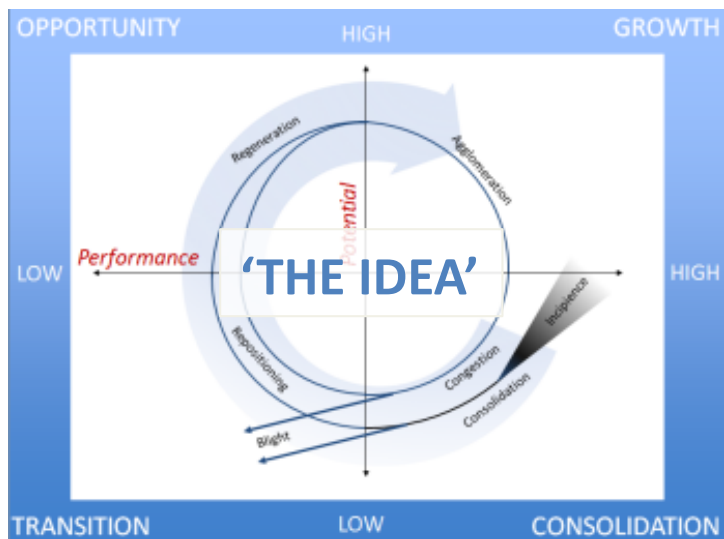 OPPORTUNITY
HIGH
GROWTH
Regeneration
Agglomeration
Potential
Performance
LOW
'THE IDEA'
HIGH
Incipience
Repositioning
Congestion
Consolidation
Blight
TRANSITION
LOW
CONSOLIDATION